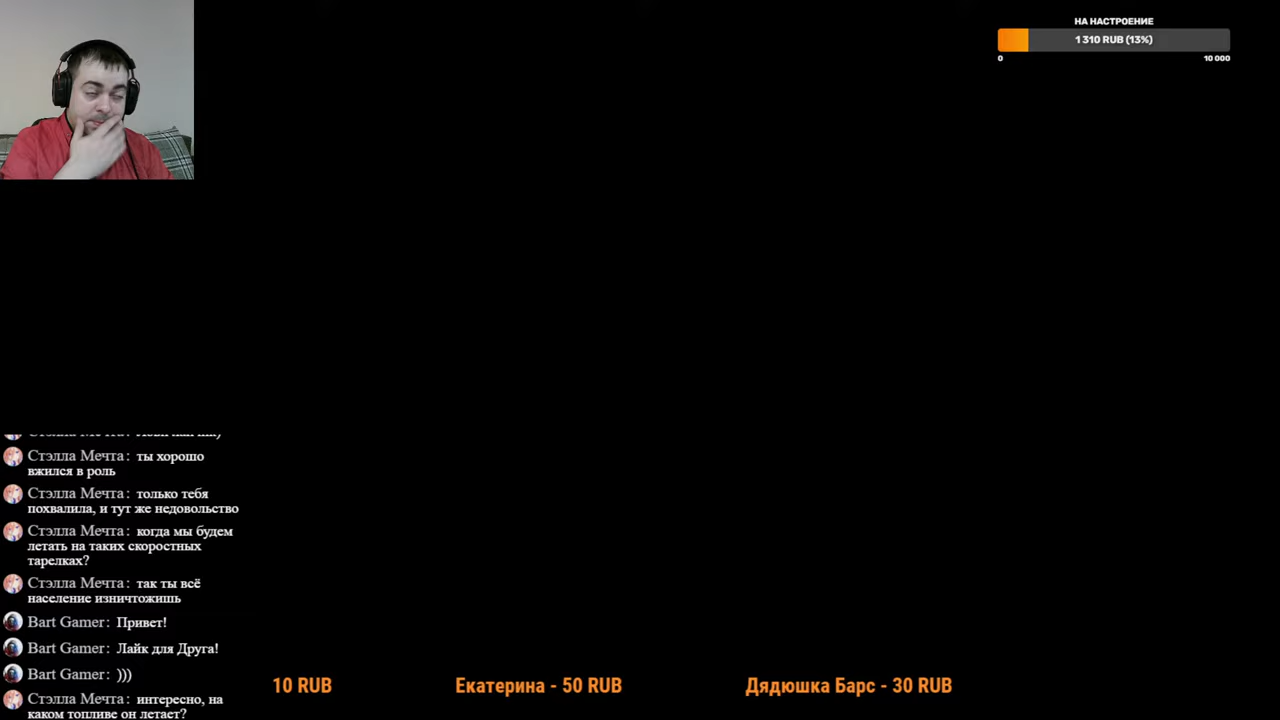 НА НАСТРОЕНИЕ
1 310 RUB (13%)
0 10 000
Стэлла Мечта: ты хорошо
вжился в роль
Стэлла Мечта: только тебя
похвалила, и тут же недовольство
Стэлла Мечта: когда мы будем
летать на таких скоростных
тарелках?
Стэлла Мечта: так ты всё
население изничтожишь
Bart Gamer: Привет!
Bart Gamer: Лайк для Друга!
Bart Gamer: )))
Стэлла Мечта: интересно, на
каком топливе он летает?
10 RUB Екатерина - 50 RUB Дядюшка Барс - 30 RUB